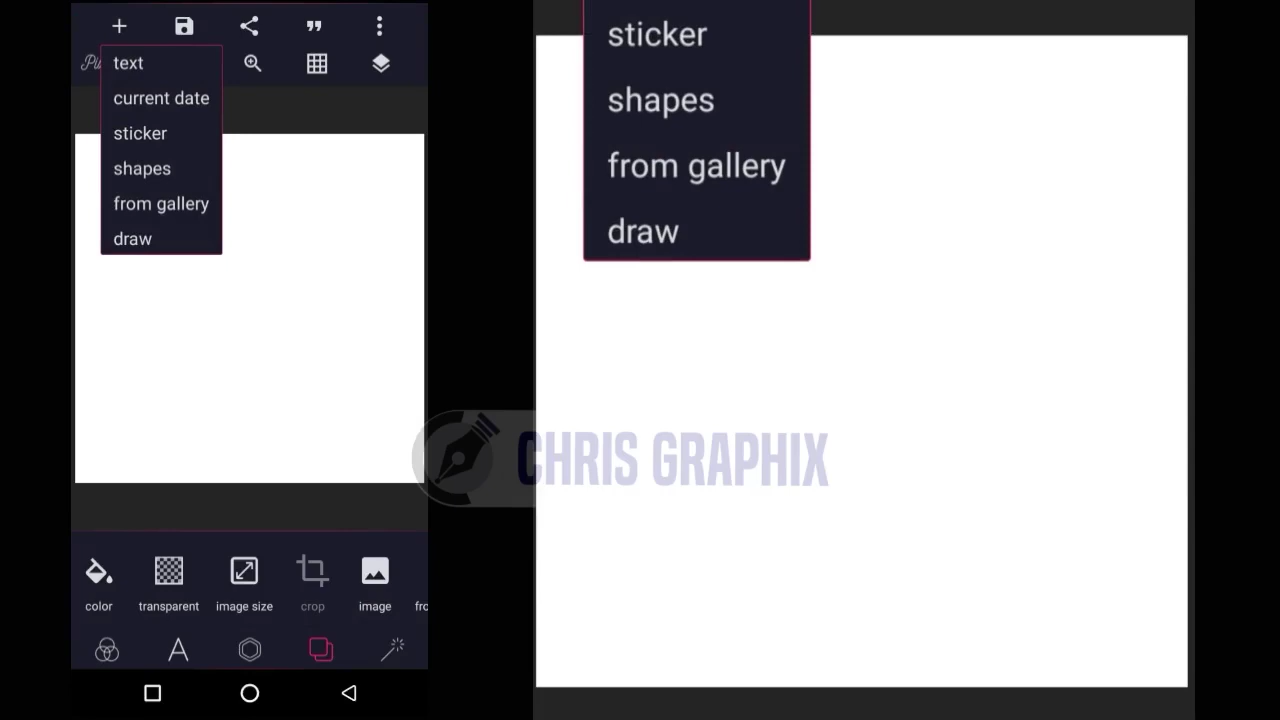 text
current date
sticker
shapes
from gallery
draw
color
transparent
image size
crop
image
sticker
shapes
from gallery
draw
CHRIS GRAPHIX